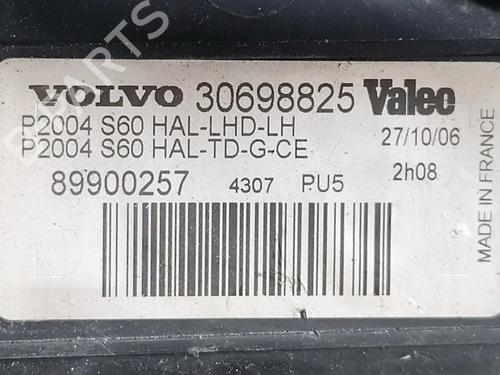 VOLVO 30698825 Valeo
P2004 S60 HAL-LHD-LH
P2004 S60 HAL-TD-G-CE
27/10/06
89900257 4307 PU5 2h08
MADE IN FRANCE